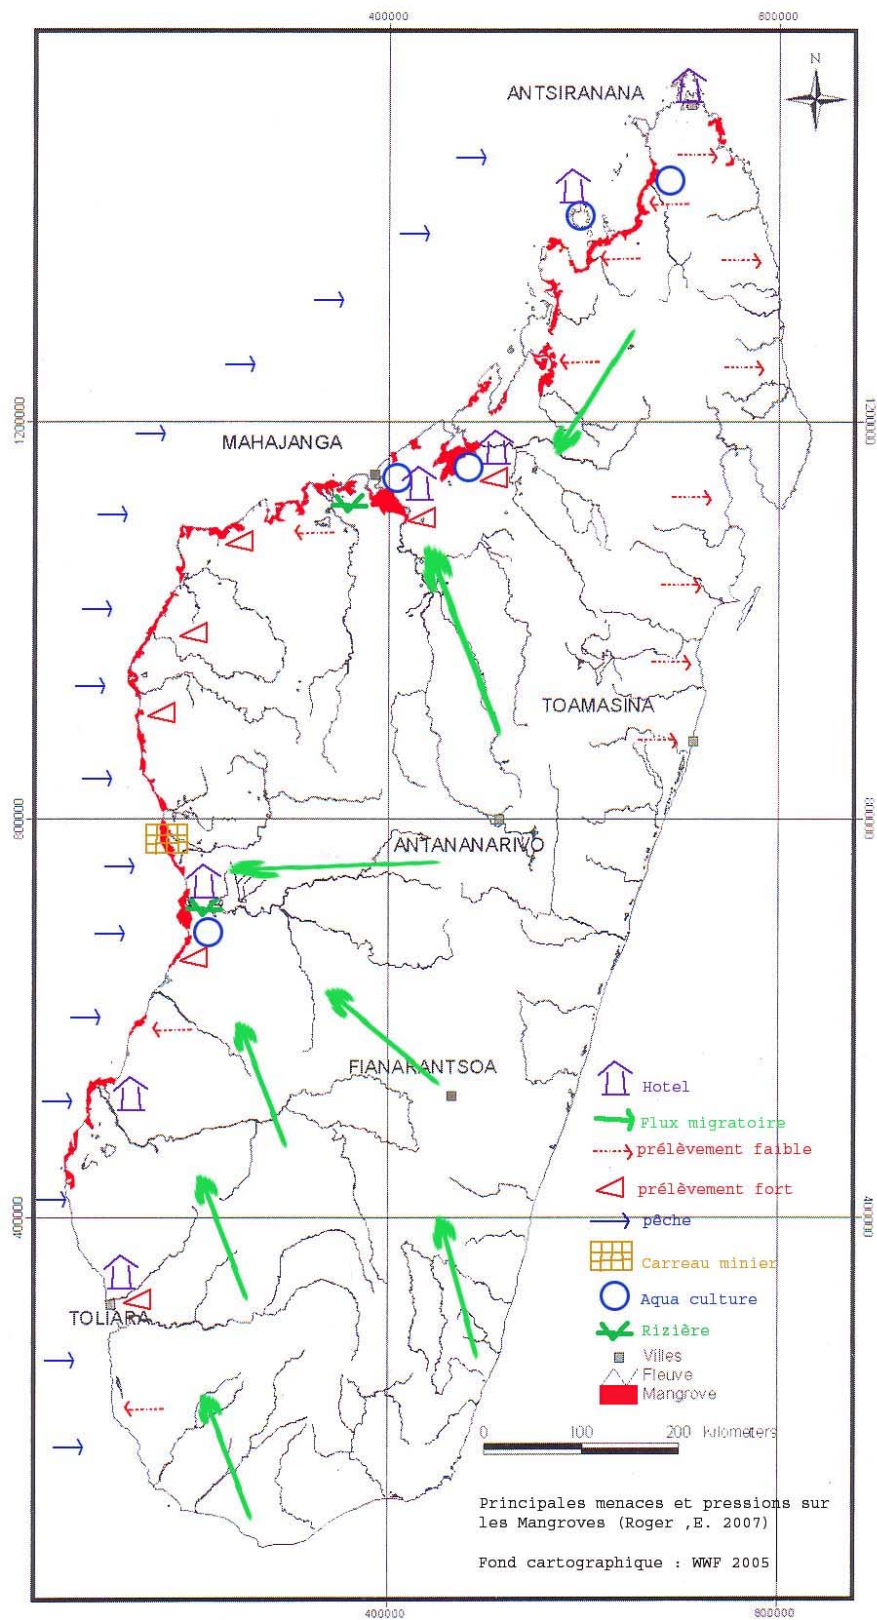 400000
800000
N
ANTSIRANANA
1200000
1200000
MAHAJANGA
TOAMASINA
800000
800000
ANTANANARIVO
FIANARANTSOA
Hotel
Flux migratoire
prélèvement faible
prélèvement fort
400000
400000
pêche
Carreau minier
Aqua culture
TOLIARA
Rizière
Villes
Fleuve
Mangrove
0 100 200 Kilometers
Principales menaces et pressions sur
les Mangroves (Roger ,E. 2007)
Fond cartographique : WWF 2005
400000
800000